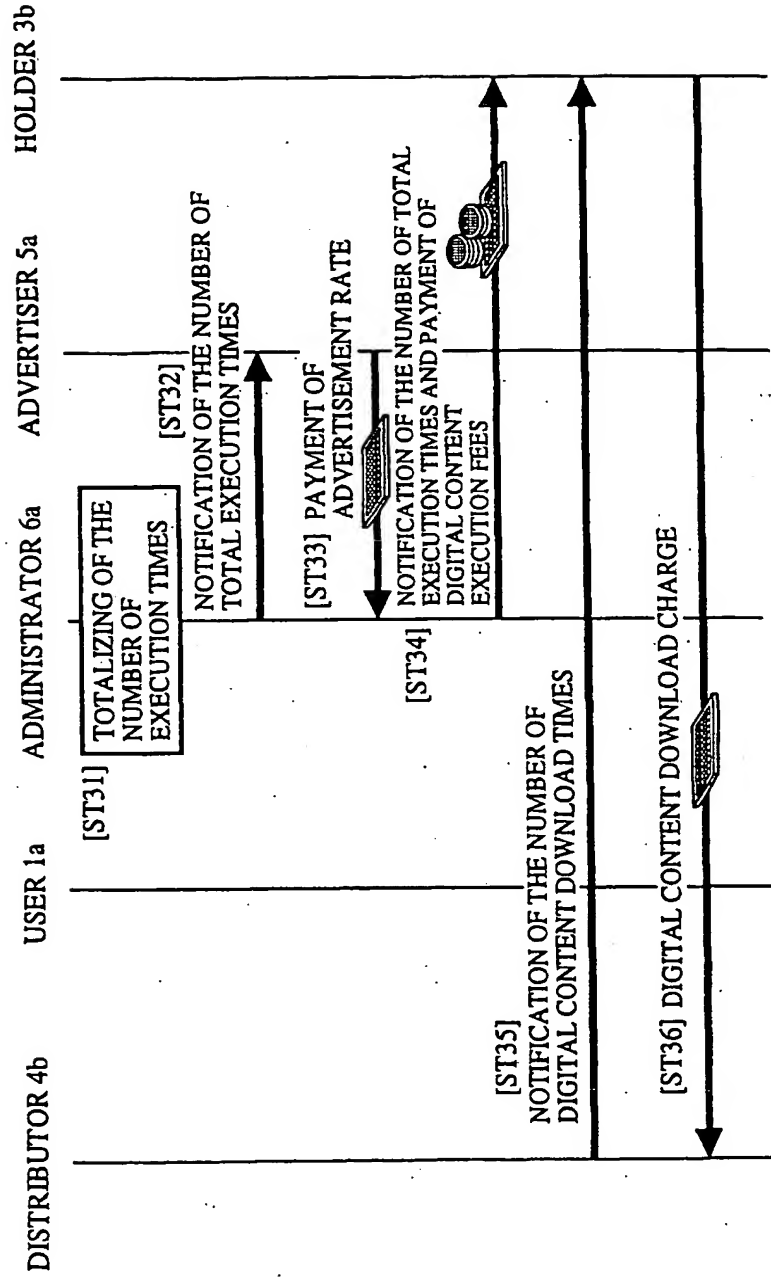 DISTRIBUTOR 4b
USER 1a
ADMINISTRATOR 6a
ADVERTISER 5a
HOLDER 3b
[ST31]
TOTALIZING OF THE
NUMBER OF
EXECUTION TIMES
[ST32]
NOTIFICATION OF THE NUMBER OF
TOTAL EXECUTION TIMES
[ST33] PAYMENT OF
ADVERTISEMENT RATE
[ST34]
NOTIFICATION OF THE NUMBER OF TOTAL
EXECUTION TIMES AND PAYMENT OF
DIGITAL CONTENT
EXECUTION FEES
[ST35]
NOTIFICATION OF THE NUMBER OF
DIGITAL CONTENT DOWNLOAD TIMES
[ST36] DIGITAL CONTENT DOWNLOAD CHARGE